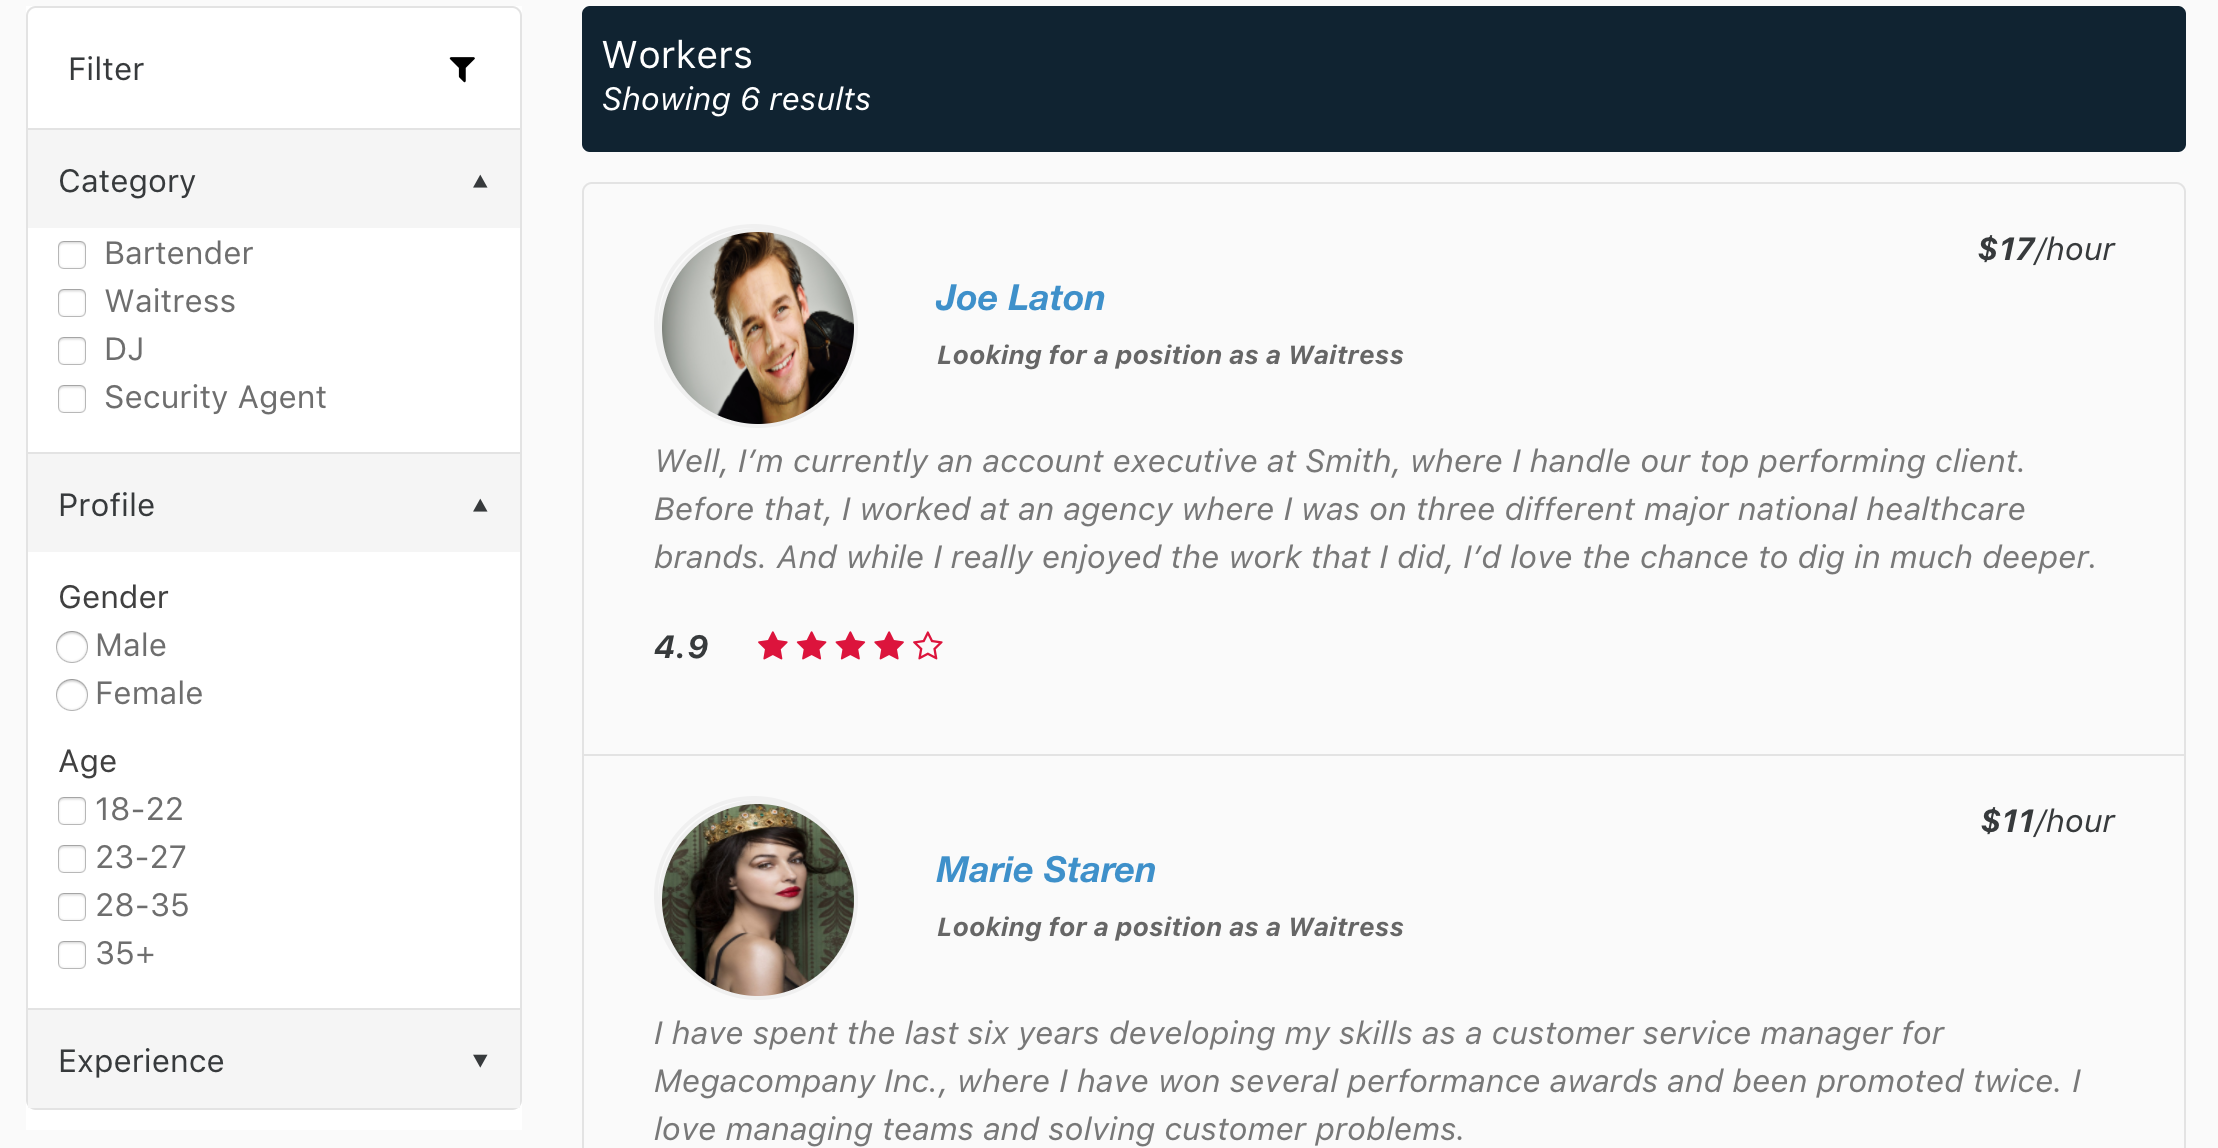 Filter
Category
Bartender
Waitress
DJ
Security Agent
Profile
Gender
Male
Female
Age
18-22
23-27
28-35
35+
Experience
Workers
Showing 6 results
$17/hour
Joe Laton
Looking for a position as a Waitress
Well, I’m currently an account executive at Smith, where I handle our top performing client.
Before that, I worked at an agency where I was on three different major national healthcare
brands. And while I really enjoyed the work that I did, I’d love the chance to dig in much deeper.
4.9
$11/hour
Marie Staren
Looking for a position as a Waitress
I have spent the last six years developing my skills as a customer service manager for
Megacompany Inc., where I have won several performance awards and been promoted twice. I
love managing teams and solving customer problems.